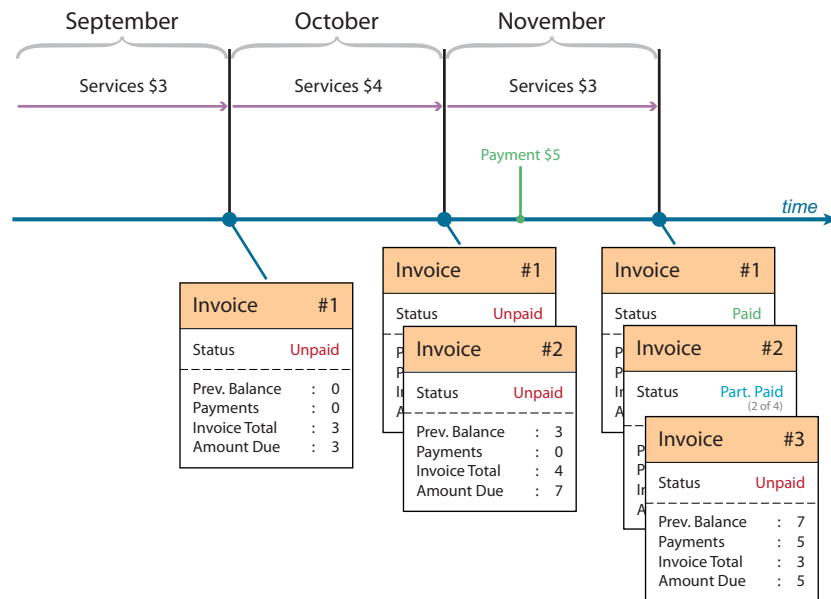 September October November
Services $3 Services $4 Services $3
Payment $5
time
Invoice #1
Status Unpaid
Prev. Balance : 0
Payments : 0
Invoice Total : 3
Amount Due : 3
Invoice #1
Status Unpaid
P
P
I
A
Invoice #2
Status Unpaid
Prev. Balance : 3
Payments : 0
Invoice Total : 4
Amount Due : 7
Invoice #1
Status Paid
P
P
I
A
Invoice #2
Status Part. Paid
(2 of 4)
P
P
I
A
Invoice #3
Status Unpaid
Prev. Balance : 7
Payments : 5
Invoice Total : 3
Amount Due : 5